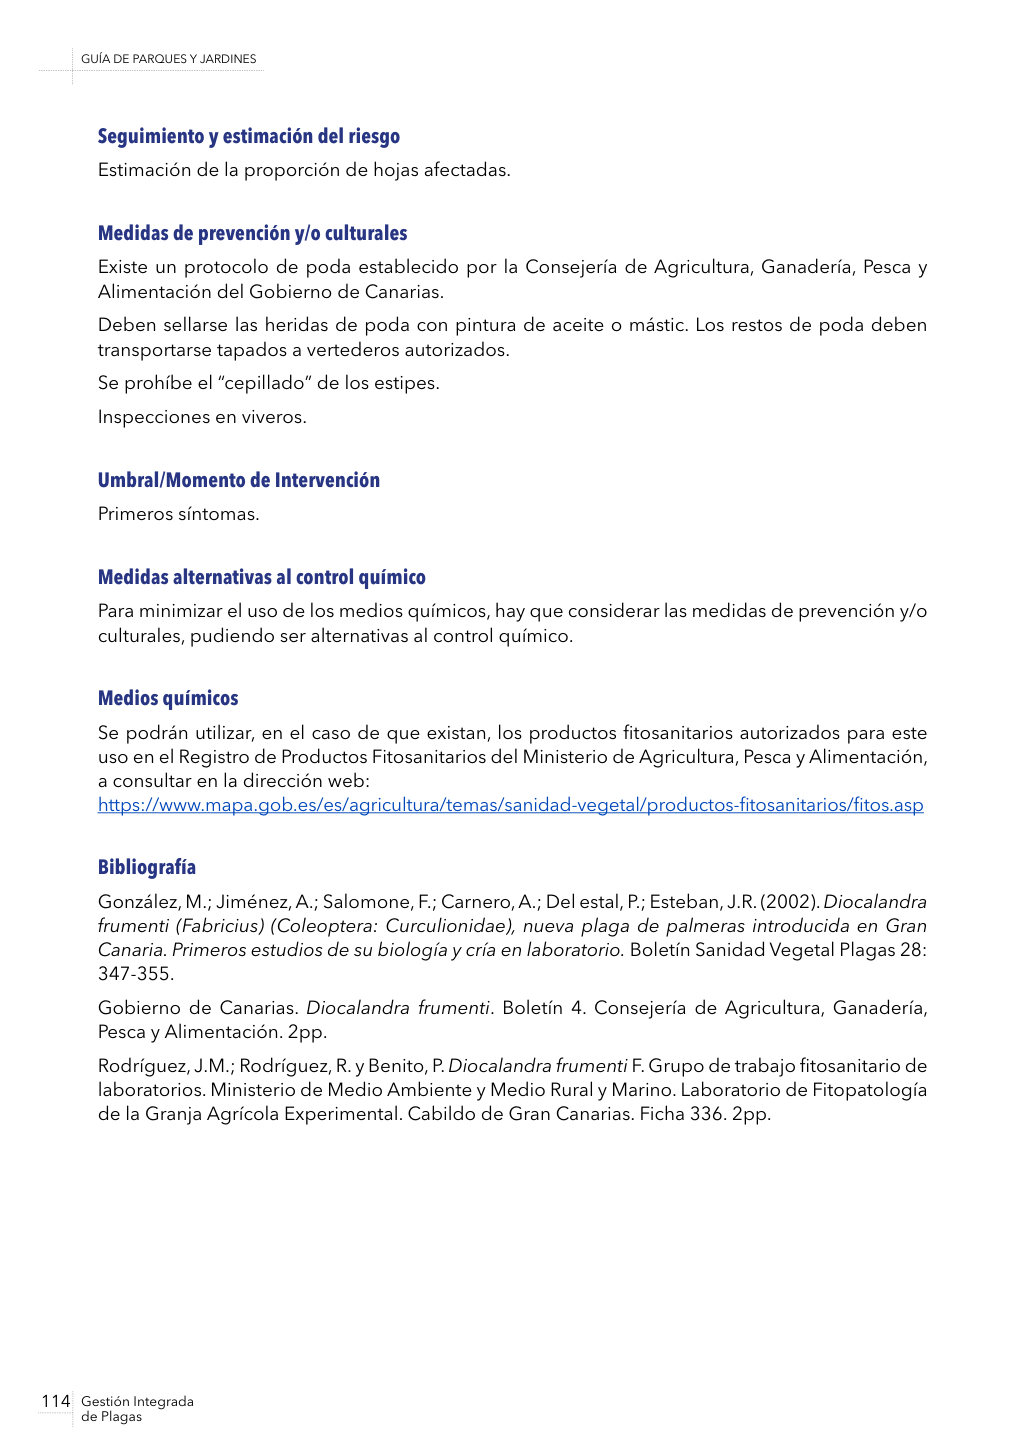 GUÍA DE PARQUES Y JARDINES
Seguimiento y estimación del riesgo
Estimación de la proporción de hojas afectadas.
Medidas de prevención y/o culturales
Existe un protocolo de poda establecido por la Consejería de Agricultura, Ganadería, Pesca y
Alimentación del Gobierno de Canarias.
Deben sellarse las heridas de poda con pintura de aceite o mástic. Los restos de poda deben
transportarse tapados a vertederos autorizados.
Se prohíbe el “cepillado” de los estipes.
Inspecciones en viveros.
Umbral/Momento de Intervención
Primeros síntomas.
Medidas alternativas al control químico
Para minimizar el uso de los medios químicos, hay que considerar las medidas de prevención y/o
culturales, pudiendo ser alternativas al control químico.
Medios químicos
Se podrán utilizar, en el caso de que existan, los productos fitosanitarios autorizados para este
uso en el Registro de Productos Fitosanitarios del Ministerio de Agricultura, Pesca y Alimentación,
a consultar en la dirección web:
https://www.mapa.gob.es/es/agricultura/temas/sanidad-vegetal/productos-fitosanitarios/fitos.asp
Bibliografía
González, M.; Jiménez, A.; Salomone, F.; Carnero, A.; Del estal, P.; Esteban, J.R. (2002). Diocalandra
frumenti (Fabricius) (Coleoptera: Curculionidae), nueva plaga de palmeras introducida en Gran
Canaria. Primeros estudios de su biología y cría en laboratorio. Boletín Sanidad Vegetal Plagas 28:
347-355.
Gobierno de Canarias. Diocalandra frumenti. Boletín 4. Consejería de Agricultura, Ganadería,
Pesca y Alimentación. 2pp.
Rodríguez, J.M.; Rodríguez, R. y Benito, P. Diocalandra frumenti F. Grupo de trabajo fitosanitario de
laboratorios. Ministerio de Medio Ambiente y Medio Rural y Marino. Laboratorio de Fitopatología
de la Granja Agrícola Experimental. Cabildo de Gran Canarias. Ficha 336. 2pp.
114 Gestión Integrada
de Plagas